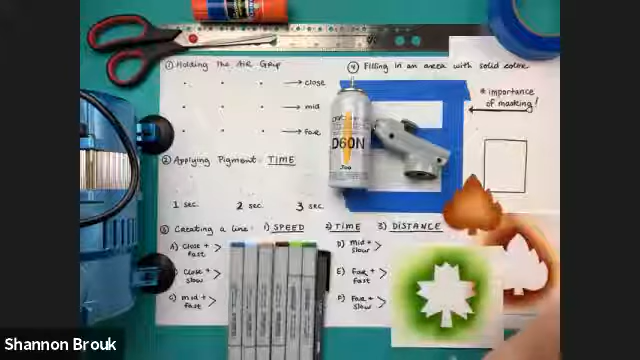 ① Holding the Air Grip
→ close
→ mid
→ far
② Applying Pigment TIME
1 sec.
2 sec.
3 sec.
③ Creating a line: 1) SPEED 2) TIME 3) DISTANCE
A) Close + fast >
B) Close + slow >
C) mid + fast >
D) mid + slow >
E) Far + fast >
F) Far + slow >
④ Filling in an area with solid color
* importance
of masking!
D60N
Shannon Brouk